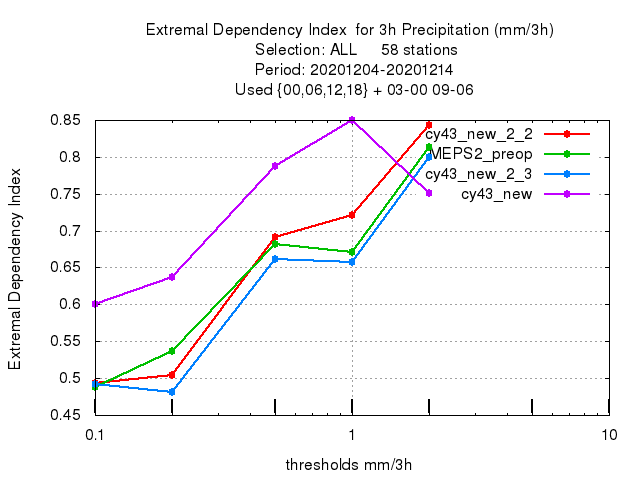 Extremal Dependency Index for 3h Precipitation (mm/3h)
Selection: ALL 58 stations
Period: 20201204-20201214
Used {00,06,12,18} + 03-00 09-06
0.85
0.8
0.75
0.7
0.65
0.6
0.55
0.5
0.45
Extremal Dependency Index
cy43_new_2_2
MEPS2_preop
cy43_new_2_3
cy43_new
0.1
1
10
thresholds mm/3h